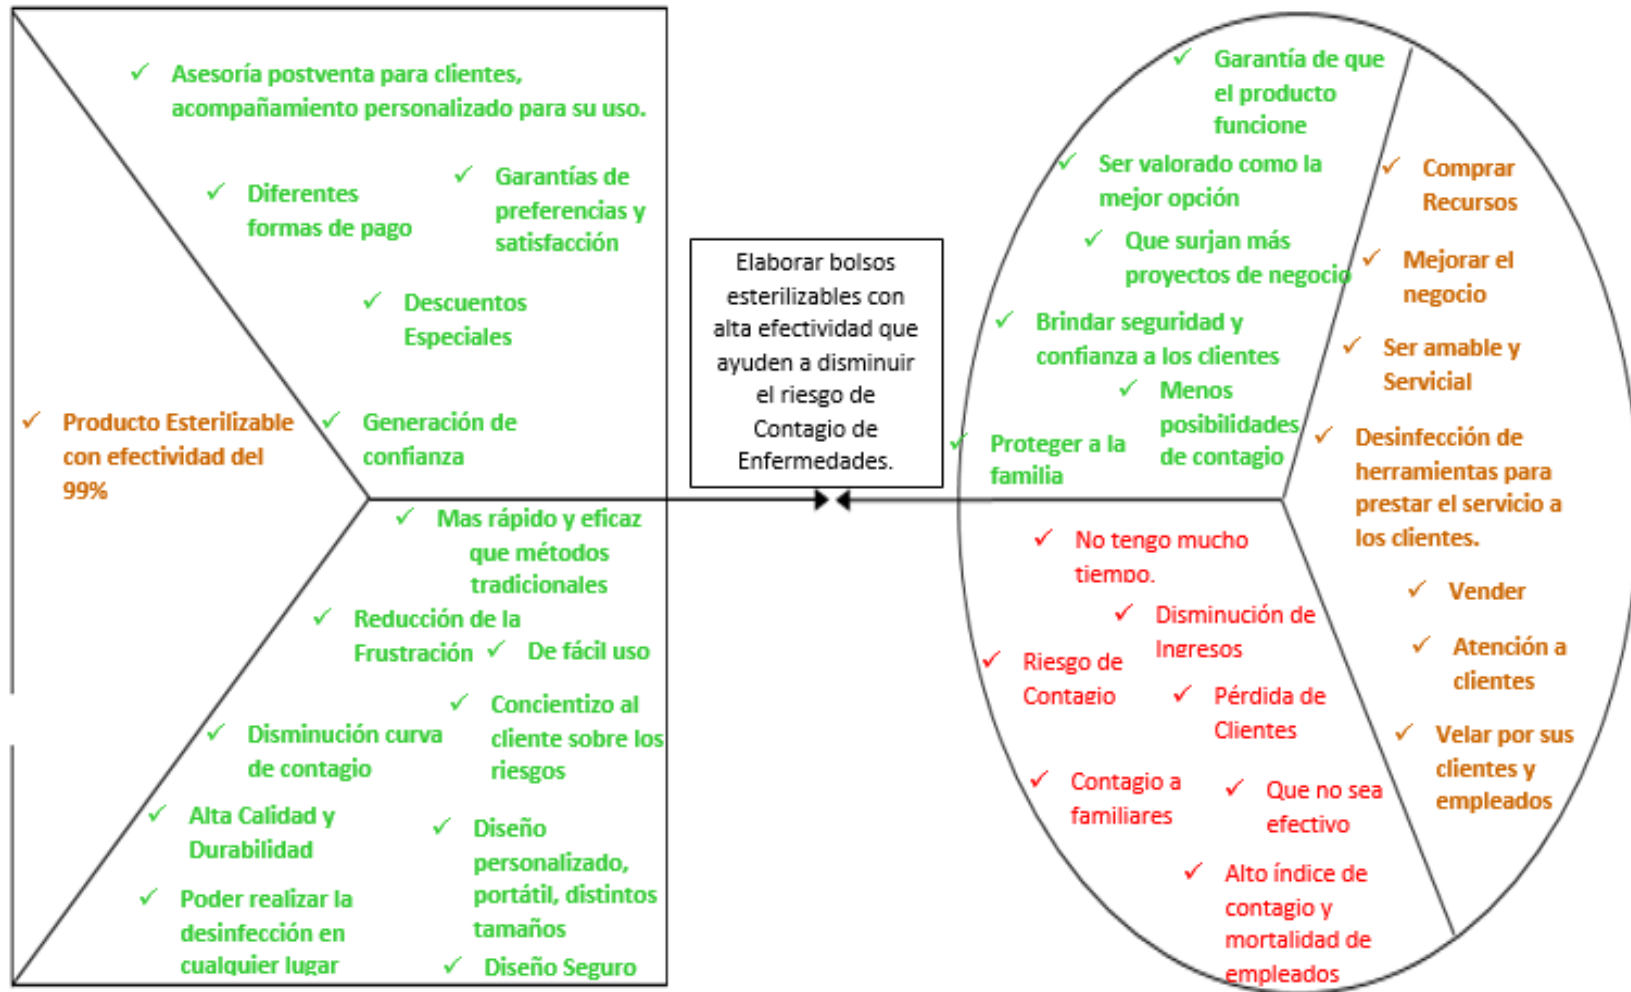 ✓ Asesoría postventa para clientes,
acompañamiento personalizado para su uso.
✓ Diferentes
formas de pago
✓ Garantías de
preferencias y
satisfacción
✓ Descuentos
Especiales
✓ Generación de
confianza
✓ Producto Esterilizable
con efectividad del
99%
✓ Mas rápido y eficaz
que métodos
tradicionales
✓ Reducción de la
Frustración
✓ De fácil uso
✓ Concientizo al
cliente sobre los
riesgos
✓ Disminución curva
de contagio
✓ Alta Calidad y
Durabilidad
✓ Diseño
personalizado,
portátil, distintos
tamaños
✓ Poder realizar la
desinfección en
cualquier lugar
✓ Diseño Seguro
Elaborar bolsos
esterilizables con
alta efectividad que
ayuden a disminuir
el riesgo de
Contagio de
Enfermedades.
✓ Garantía de que
el producto
funcione
✓ Ser valorado como la
mejor opción
✓ Que surjan más
proyectos de negocio
✓ Brindar seguridad y
confianza a los clientes
✓ Menos
posibilidades
de contagio
✓ Proteger a la
familia
✓ Comprar
Recursos
✓ Mejorar el
negocio
✓ Ser amable y
Servicial
✓ Desinfección de
herramientas para
prestar el servicio a
los clientes.
✓ Vender
✓ Atención a
clientes
✓ Velar por sus
clientes y
empleados
✓ No tengo mucho
tiempo.
✓ Disminución de
Ingresos
✓ Riesgo de
Contagio
✓ Pérdida de
Clientes
✓ Contagio a
familiares
✓ Que no sea
efectivo
✓ Alto índice de
contagio y
mortalidad de
empleados